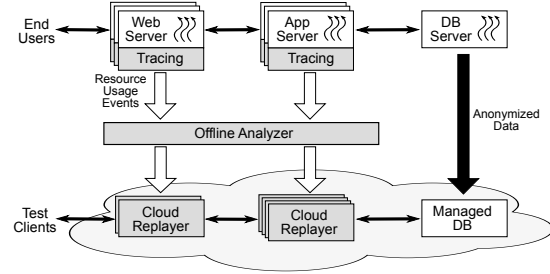 End
Users
Web
Server
Tracing
App
Server
Tracing
DB
Server
Resource
Usage
Events
Offline Analyzer
Anonymized
Data
Test
Clients
Cloud
Replayer
Cloud
Replayer
Managed
DB